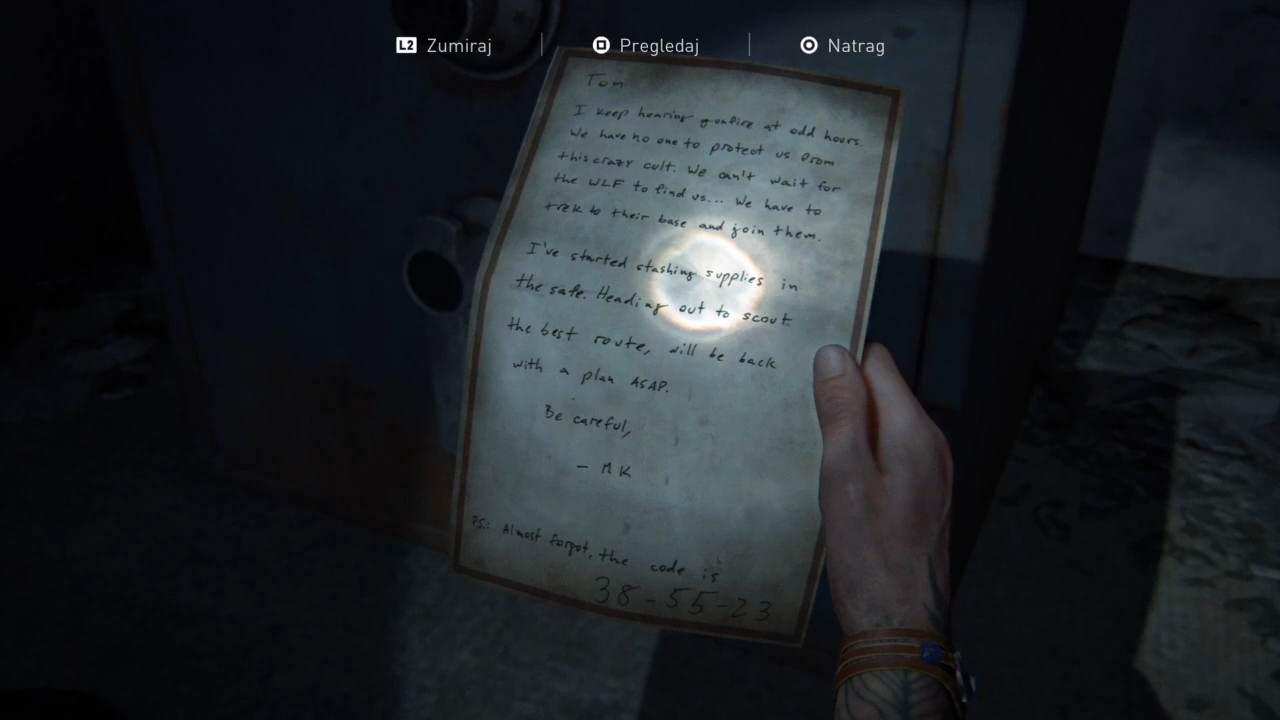 L2 Zumiraj Pregledaj Natrag
Tom
I keep hearing gunfire at odd hours.
We have no one to protect us from
this crazy cult. We can't wait for
the WLF to find us... We have to
trek to their base and join them.
I've started stashing supplies in
the safe. Heading out to scout
the best route, will be back
with a plan ASAP.
Be careful,
- MK
PS.: Almost forgot, the code is
38-55-23